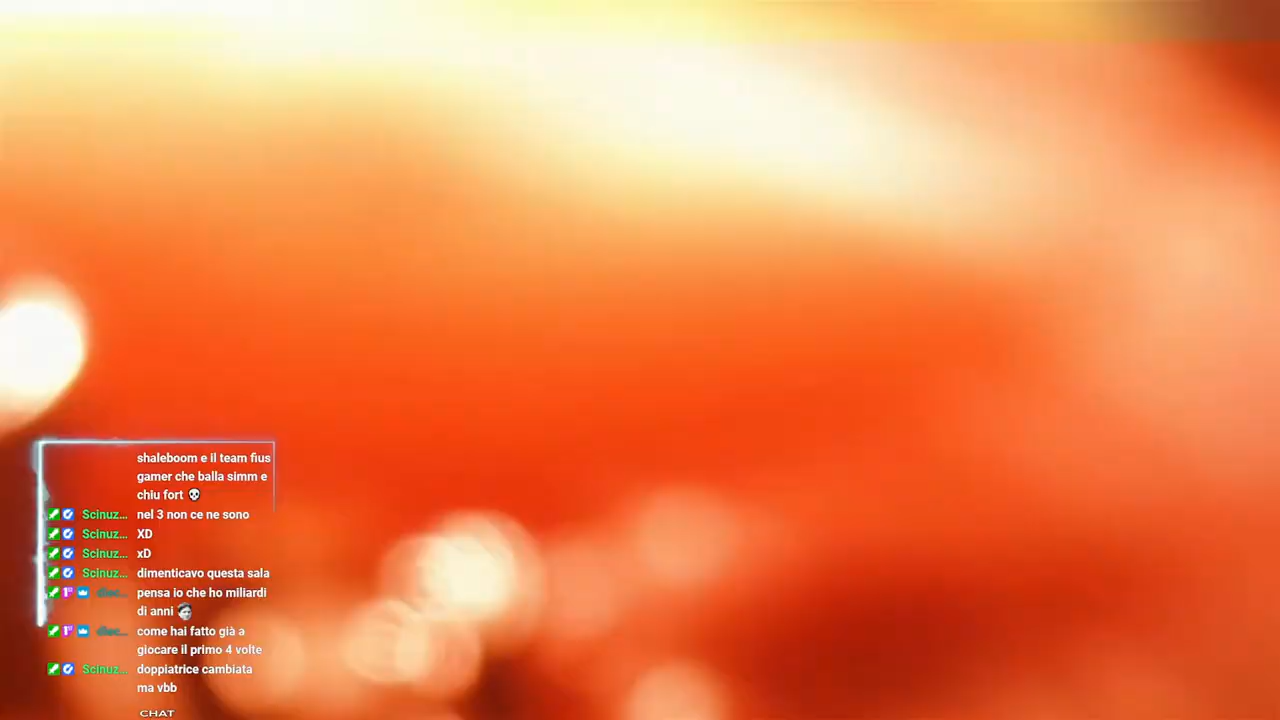 shaleboom e il team fius
gamer che balla simm e
chiu fort 💀
Scinuz... nel 3 non ce ne sono
Scinuz... XD
Scinuz... xD
Scinuz... dimenticavo questa sala
pensa io che ho miliardi
di anni
come hai fatto già a
giocare il primo 4 volte
Scinuz... doppiatrice cambiata
ma vbb
CHAT